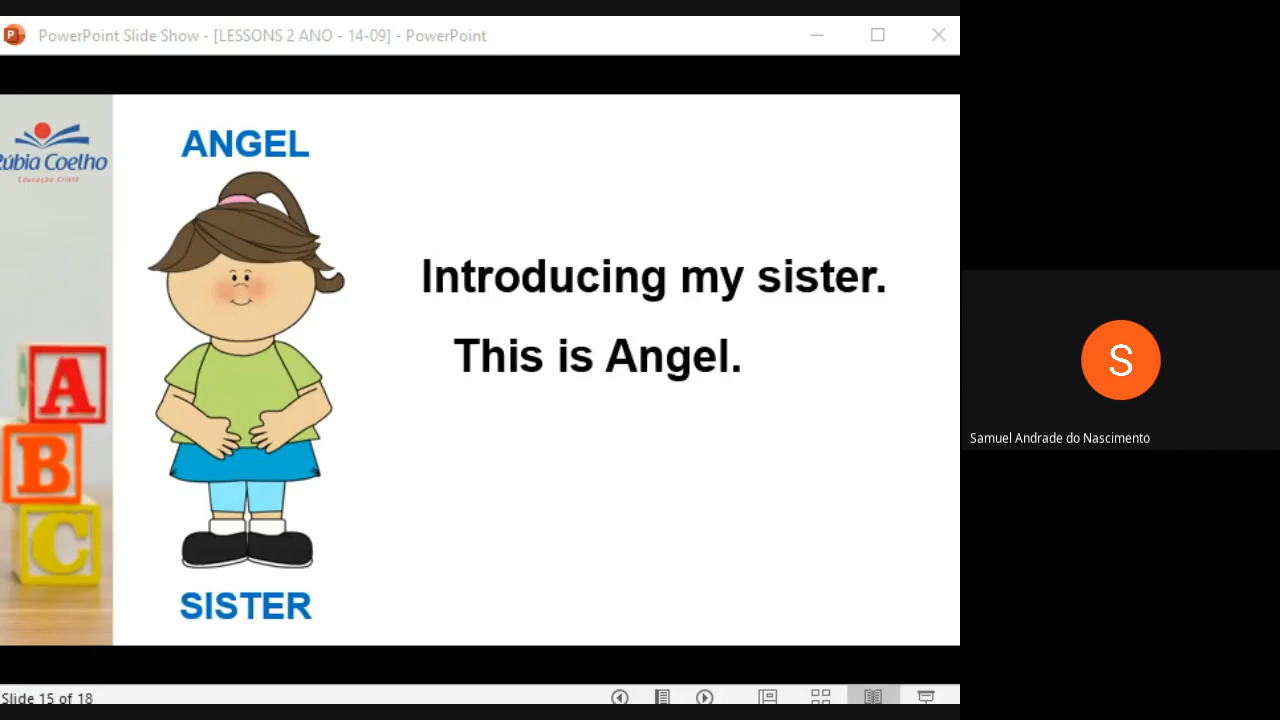 PowerPoint Slide Show - [LESSONS 2 ANO - 14-09] - PowerPoint
Rúbia Coelho
Educação Cristã
ANGEL
Introducing my sister.
This is Angel.
A
B
C
SISTER
S
Samuel Andrade do Nascimento
Slide 15 of 18